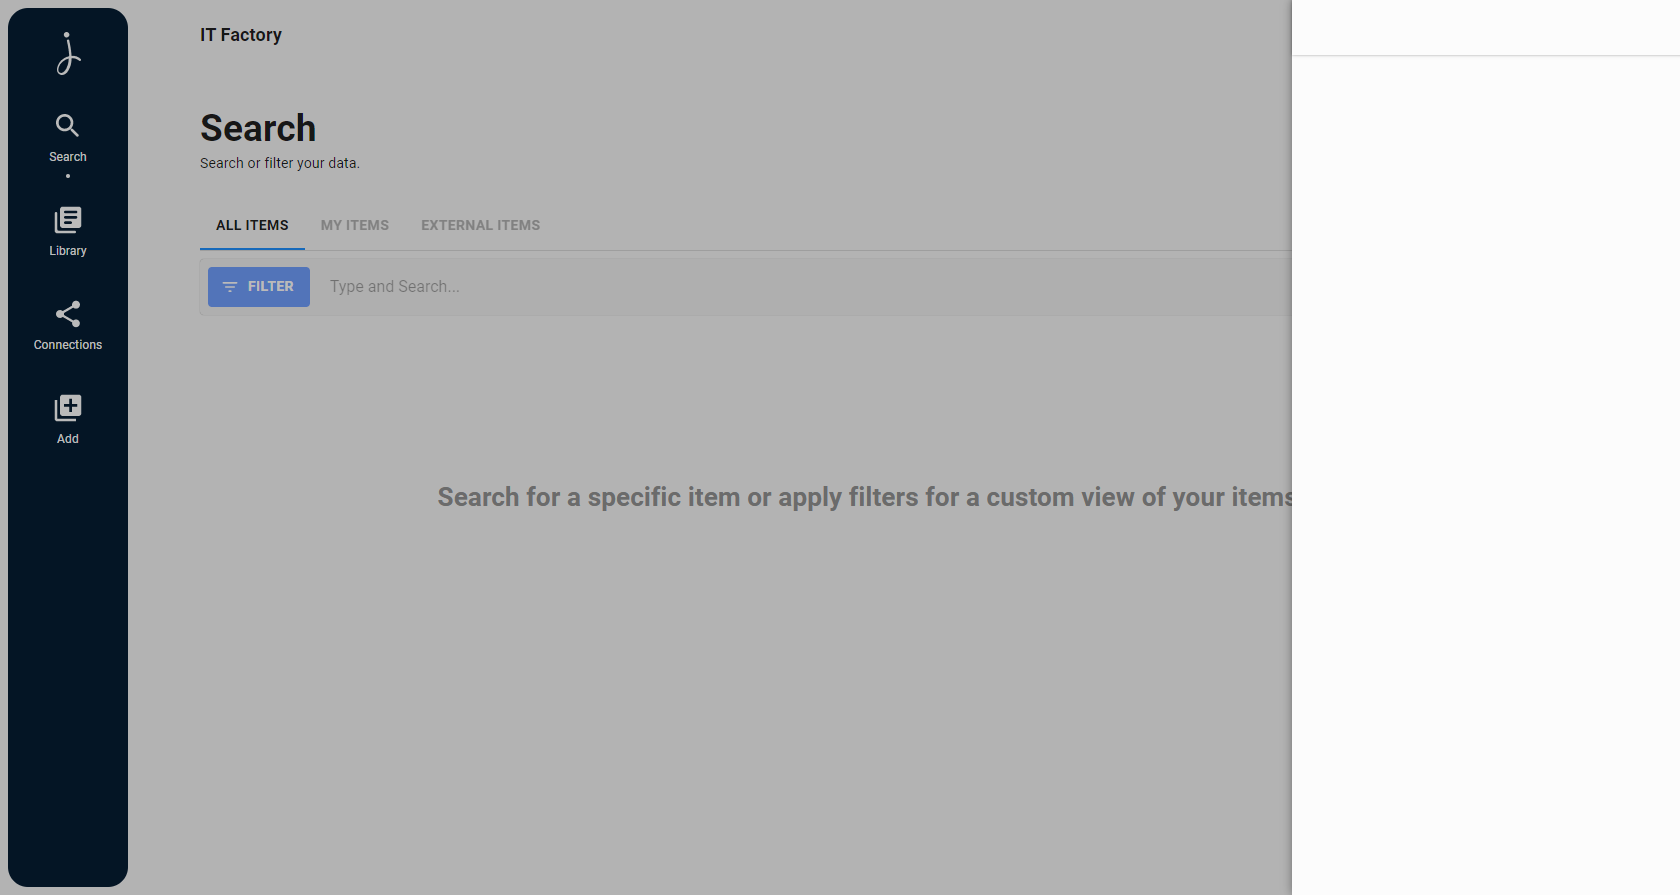 IT Factory
Search
Search or filter your data.
Search
Library
Connections
Add
ALL ITEMS MY ITEMS EXTERNAL ITEMS
FILTER Type and Search...
Search for a specific item or apply filters for a custom view of your items